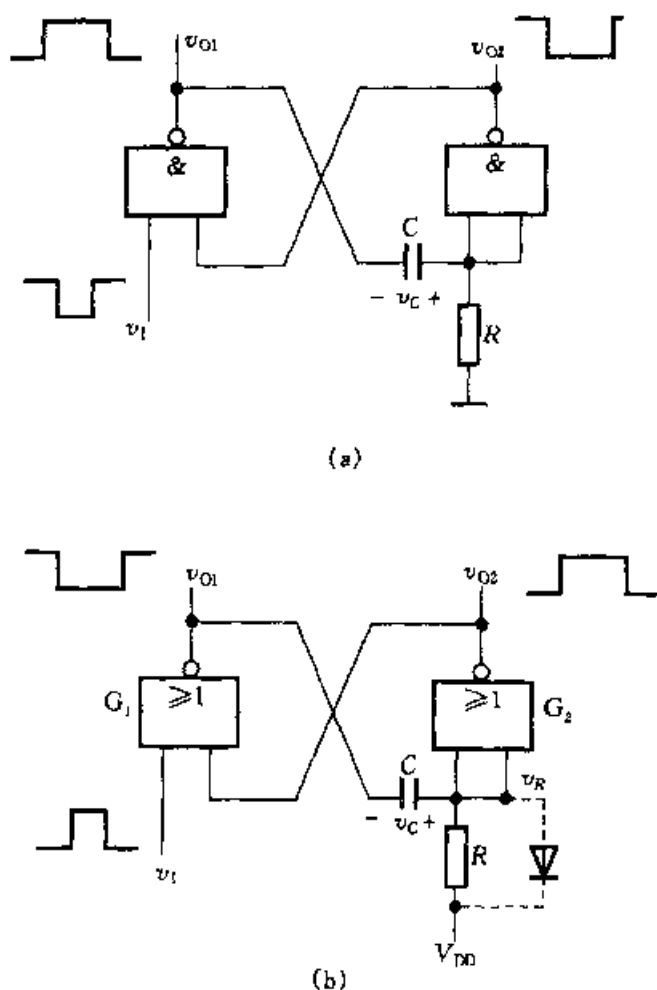 v_O1
v_O2
&
&
C
- v_C +
R
v_I
(a)
v_O1
v_O2
G_1
≥1
≥1
G_2
C
v_R
- v_C +
R
v_I
V_DD
(b)